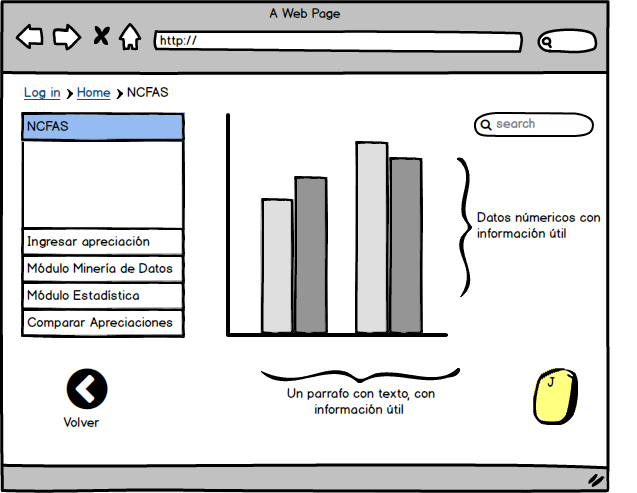 A Web Page
http://
Log in > Home > NCFAS
NCFAS
search
Ingresar apreciación
Módulo Minería de Datos
Módulo Estadística
Comparar Apreciaciones
Datos númericos con
información útil
Volver
Un parrafo con texto, con
información útil
J